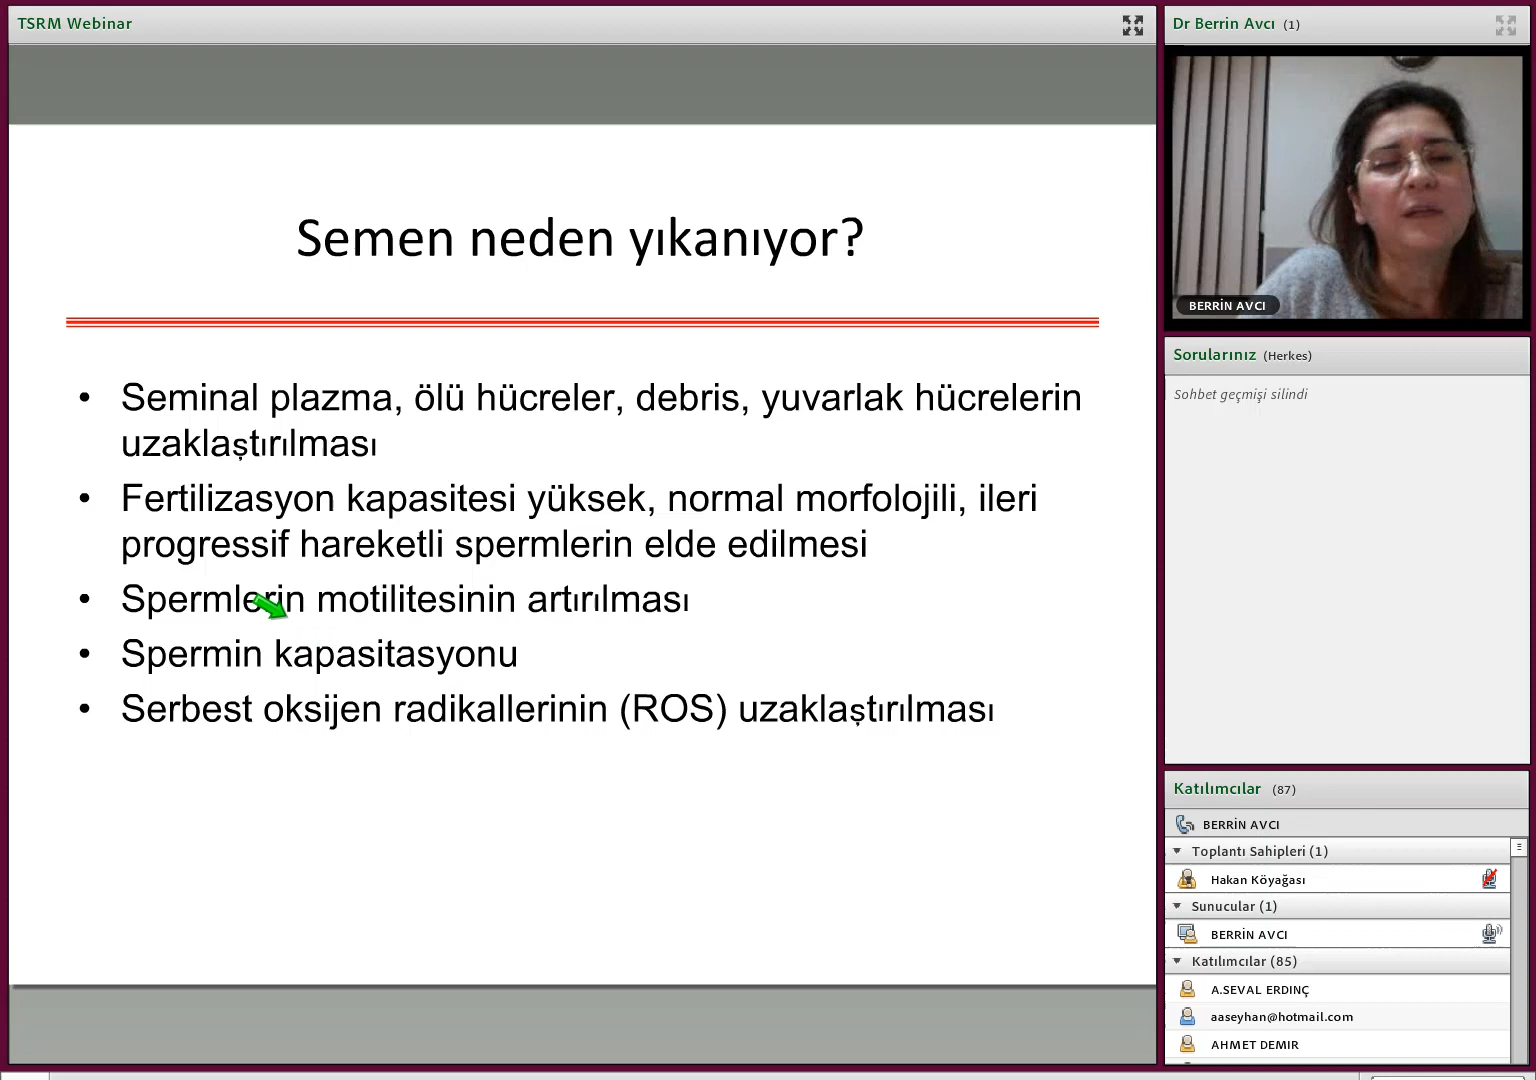 TSRM Webinar
Semen neden yıkanıyor?
• Seminal plazma, ölü hücreler, debris, yuvarlak hücrelerin
uzaklaştırılması
• Fertilizasyon kapasitesi yüksek, normal morfolojili, ileri
progressif hareketli spermlerin elde edilmesi
• Spermlerin motilitesinin artırılması
• Spermin kapasitasyonu
• Serbest oksijen radikallerinin (ROS) uzaklaştırılması
Dr Berrin Avcı (1)
BERRİN AVCI
Sorularınız (Herkes)
Sohbet geçmişi silindi
Katılımcılar (87)
BERRİN AVCI
Toplantı Sahipleri (1)
Hakan Köyağası
Sunucular (1)
BERRİN AVCI
Katılımcılar (85)
A.SEVAL ERDINÇ
aaseyhan@hotmail.com
AHMET DEMIR